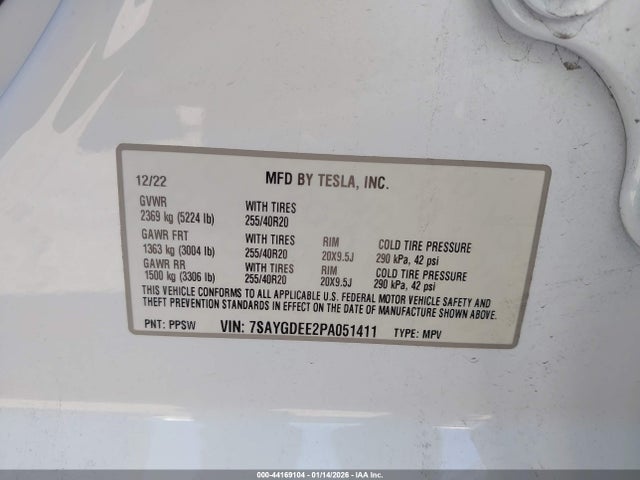 12/22 MFD BY TESLA, INC.
GVWR WITH TIRES
2369 kg (5224 lb) 255/40R20
GAWR FRT WITH TIRES RIM COLD TIRE PRESSURE
1363 kg (3004 lb) 255/40R20 20X9.5J 290 kPa, 42 psi
GAWR RR WITH TIRES RIM COLD TIRE PRESSURE
1500 kg (3306 lb) 255/40R20 20X9.5J 290 kPa, 42 psi
THIS VEHICLE CONFORMS TO ALL APPLICABLE U.S. FEDERAL MOTOR VEHICLE SAFETY AND
THEFT PREVENTION STANDARDS IN EFFECT ON THE DATE OF MANUFACTURE SHOWN ABOVE.
PNT: PPSW VIN: 7SAYGDEE2PA051411 TYPE: MPV
000-44169104 - 01/14/2026 - IAA Inc.